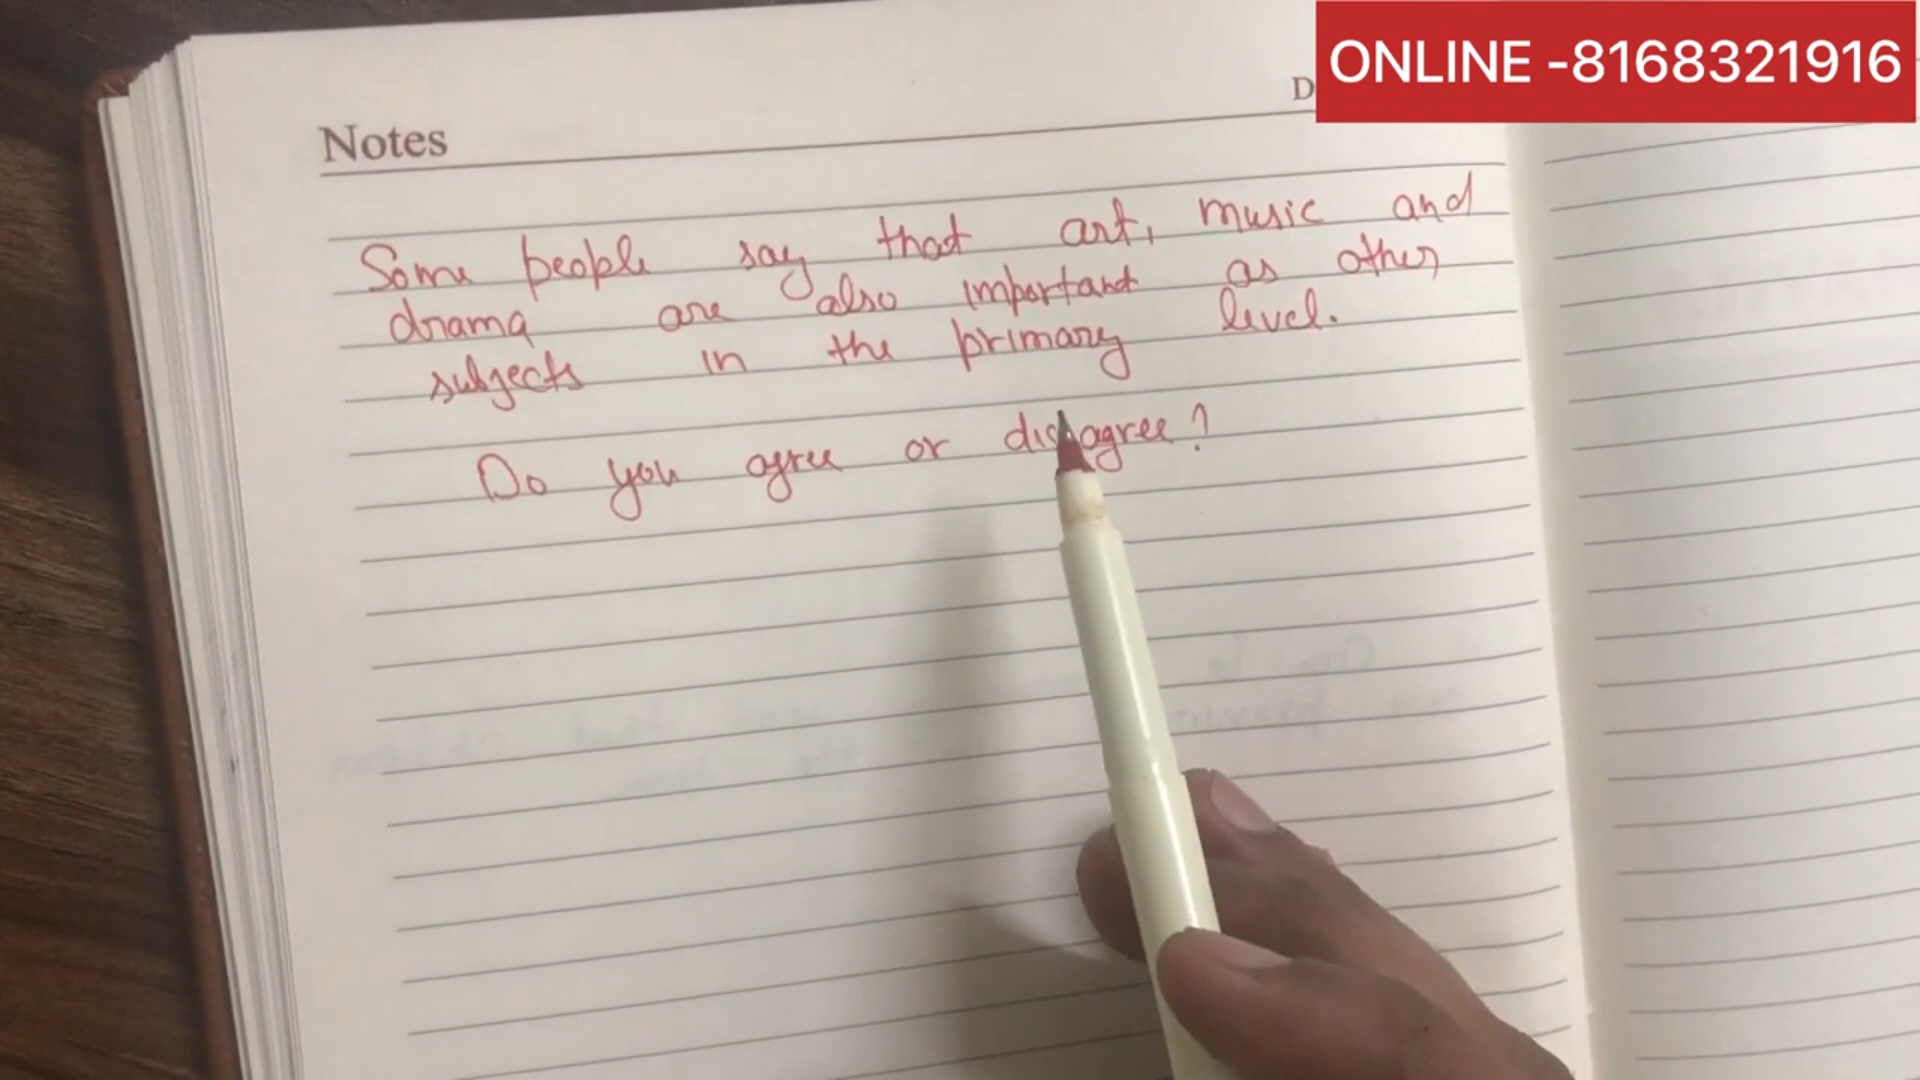 ONLINE -8168321916
D
Notes
Some people say that art, music and
drama are also important as other
subjects in the primary level.
Do you agree or disagree?